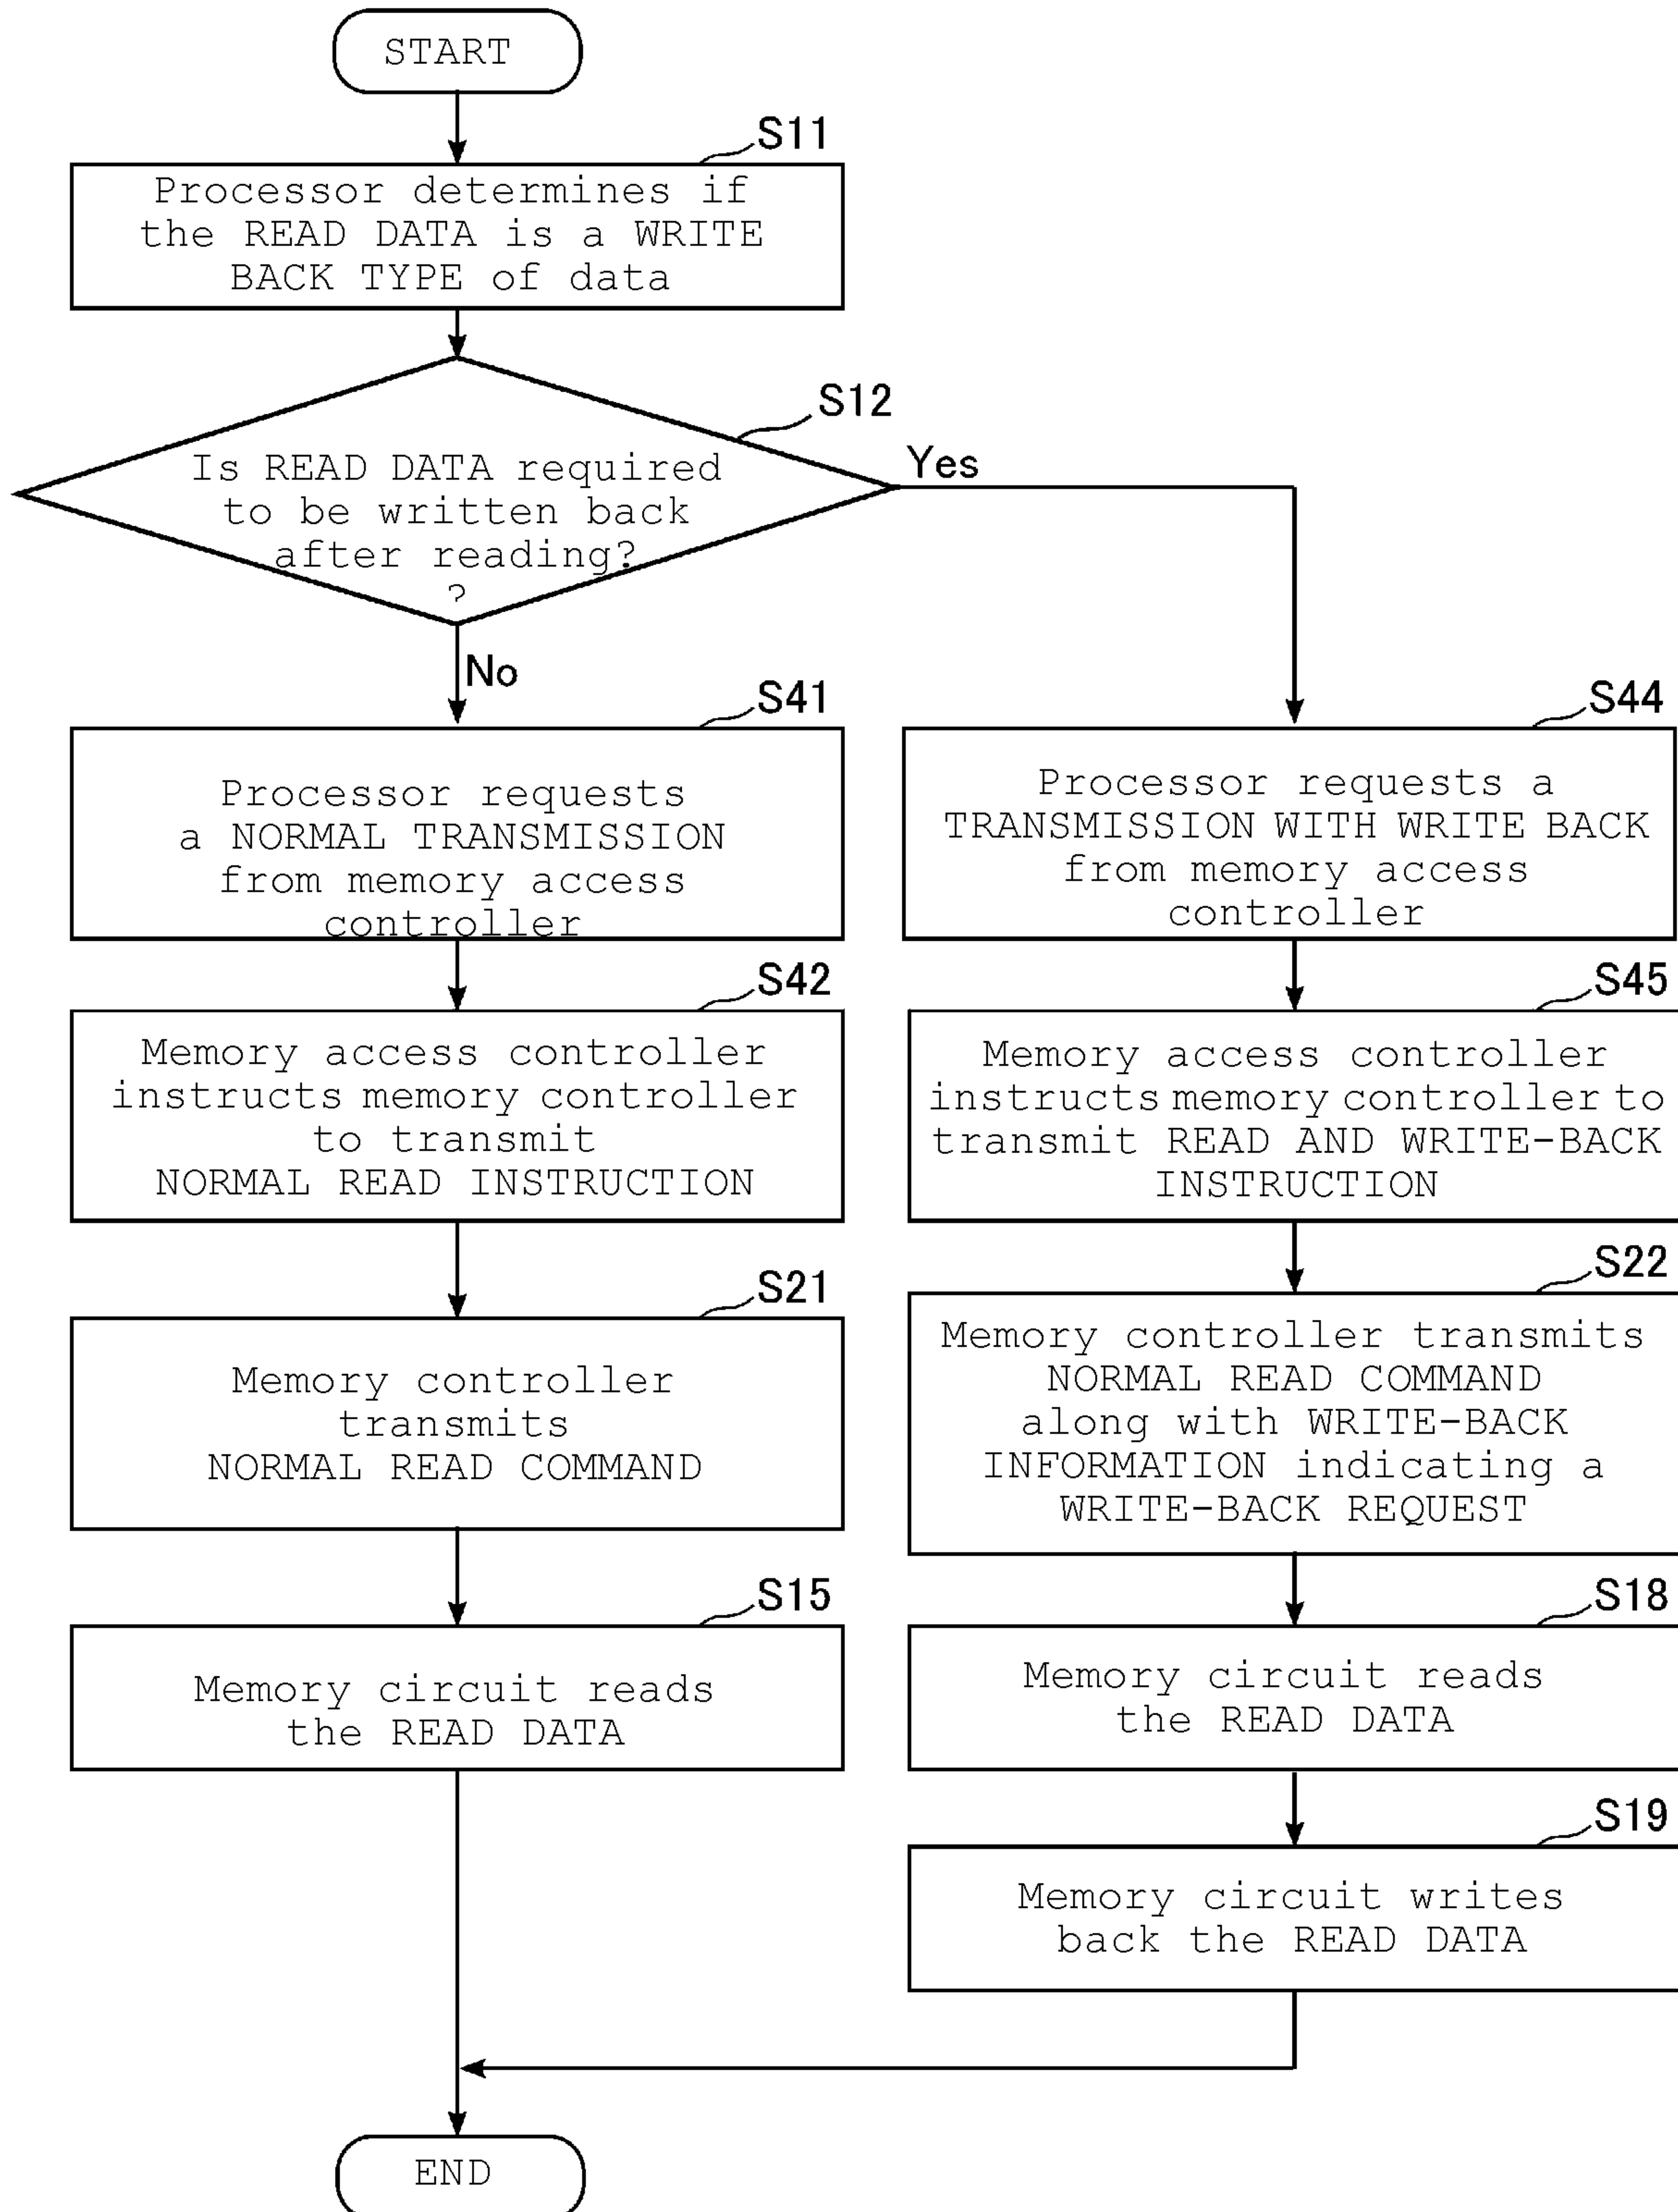 START
S11
Processor determines if
the READ DATA is a WRITE
BACK TYPE of data
S12
Is READ DATA required
to be written back
after reading?
?
Yes
No
S41
Processor requests
a NORMAL TRANSMISSION
from memory access
controller
S44
Processor requests a
TRANSMISSION WITH WRITE BACK
from memory access
controller
S42
Memory access controller
instructs memory controller
to transmit
NORMAL READ INSTRUCTION
S45
Memory access controller
instructs memory controller to
transmit READ AND WRITE-BACK
INSTRUCTION
S21
Memory controller
transmits
NORMAL READ COMMAND
S22
Memory controller transmits
NORMAL READ COMMAND
along with WRITE-BACK
INFORMATION indicating a
WRITE-BACK REQUEST
S15
Memory circuit reads
the READ DATA
S18
Memory circuit reads
the READ DATA
S19
Memory circuit writes
back the READ DATA
END